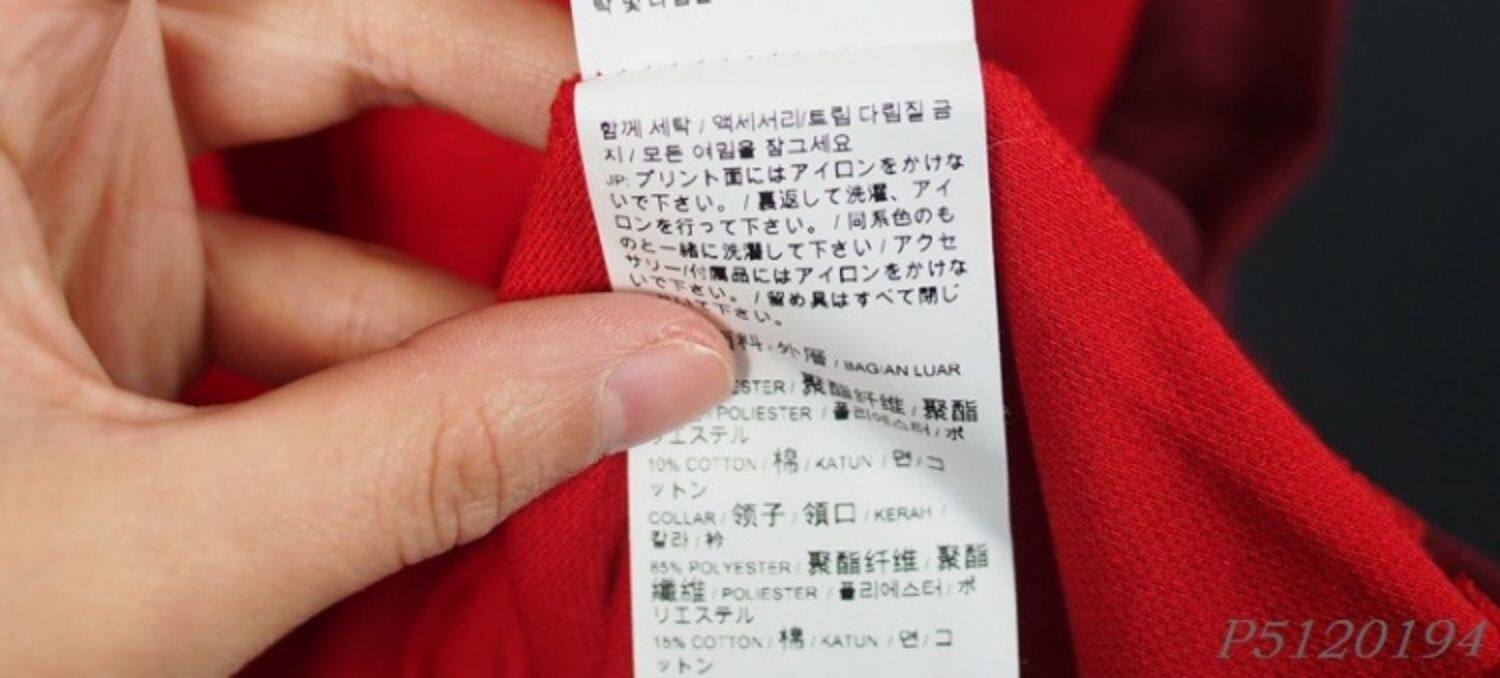 탁 및 다림질
함께 세탁 / 액세서리/트림 다림질 금
지 / 모든 여밈을 잠그세요
JP: プリント面にはアイロンをかけな
いで下さい。 / 裏返して洗濯、アイ
ロンを行って下さい。 / 同系色のも
のと一緒に洗濯して下さい / アクセ
サリー/付属品にはアイロンをかけな
いで下さい。 / 留め具はすべて閉じ
て下さい。
料 / 外層 / BAGIAN LUAR
ESTER / 聚酯纤维 / 聚酯
POLIESTER / 폴리에스터 / ポ
リエステル
10% COTTON / 棉 / KATUN / 면 / コ
ットン
COLLAR / 领子 / 領口 / KERAH /
칼라 / 衿
85% POLYESTER / 聚酯纤维 / 聚酯
纖維 / POLIESTER / 폴리에스터 / ポ
リエステル
15% COTTON / 棉 / KATUN / 면 / コ
ットン
P5120194